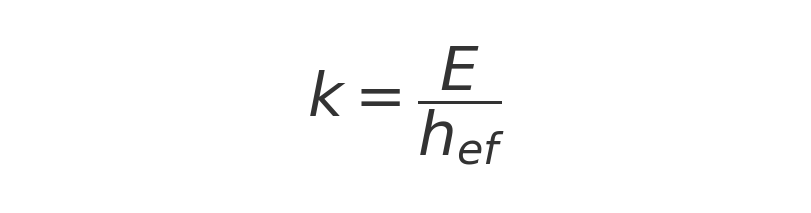 k = E / h_ef